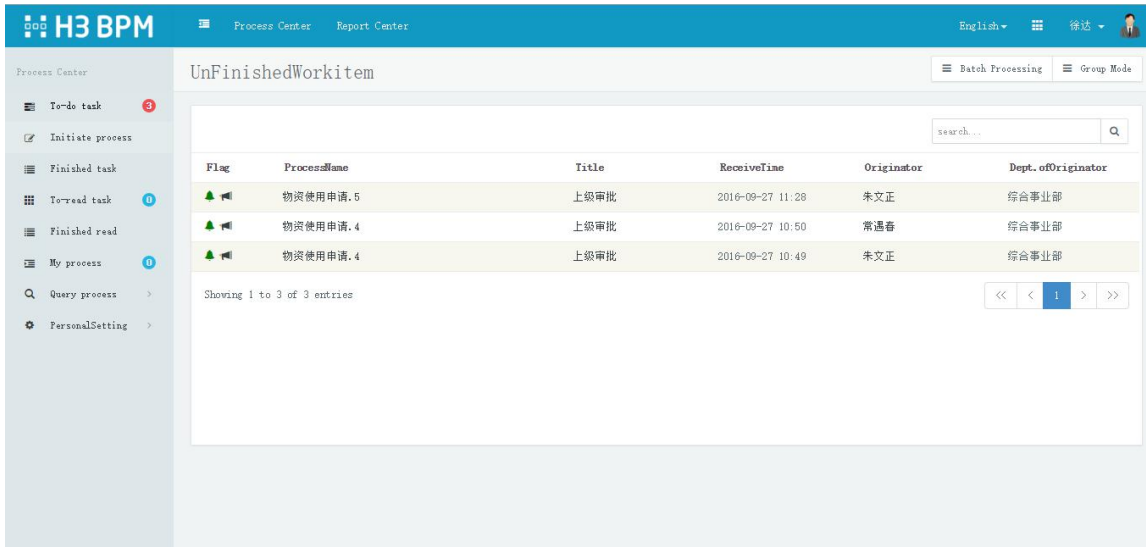 H3 BPM
Process Center Report Center English 徐达
Process Center
UnFinishedWorkitem
Batch Processing Group Mode
To-do task 3
Initiate process
Finished task
To-read task 0
Finished read
My process 0
Query process
PersonalSetting
search...
Flag ProcessName Title ReceiveTime Originator Dept.ofOriginator
物资使用申请.5 上级审批 2016-09-27 11:28 朱文正 综合事业部
物资使用申请.4 上级审批 2016-09-27 10:50 常遇春 综合事业部
物资使用申请.4 上级审批 2016-09-27 10:49 朱文正 综合事业部
Showing 1 to 3 of 3 entries
<< < 1 > >>